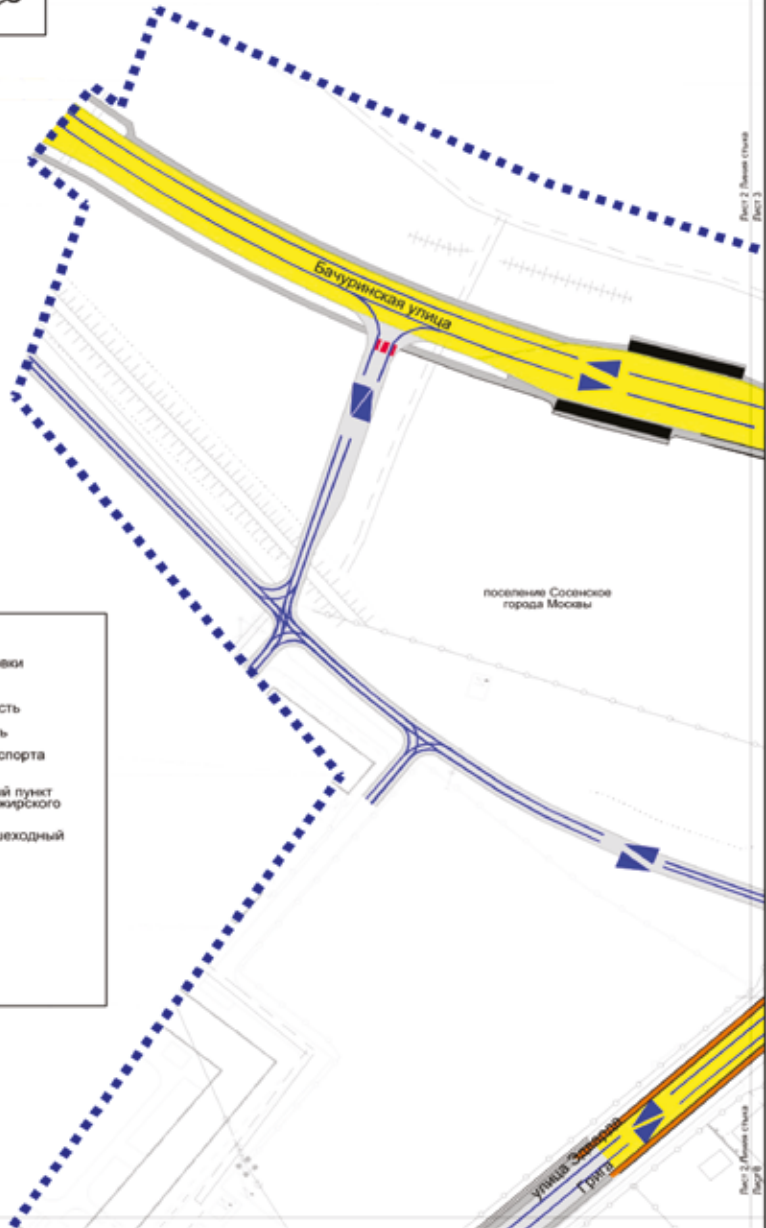 Лист 2 Линия стыка
Лист 3
Бачуринская улица
поселение Сосенское
города Москвы
вки
сть
ь
спорта
й пункт
жирского
еходный
улица Эдварда
Грига
Лист 2 Линия стыка